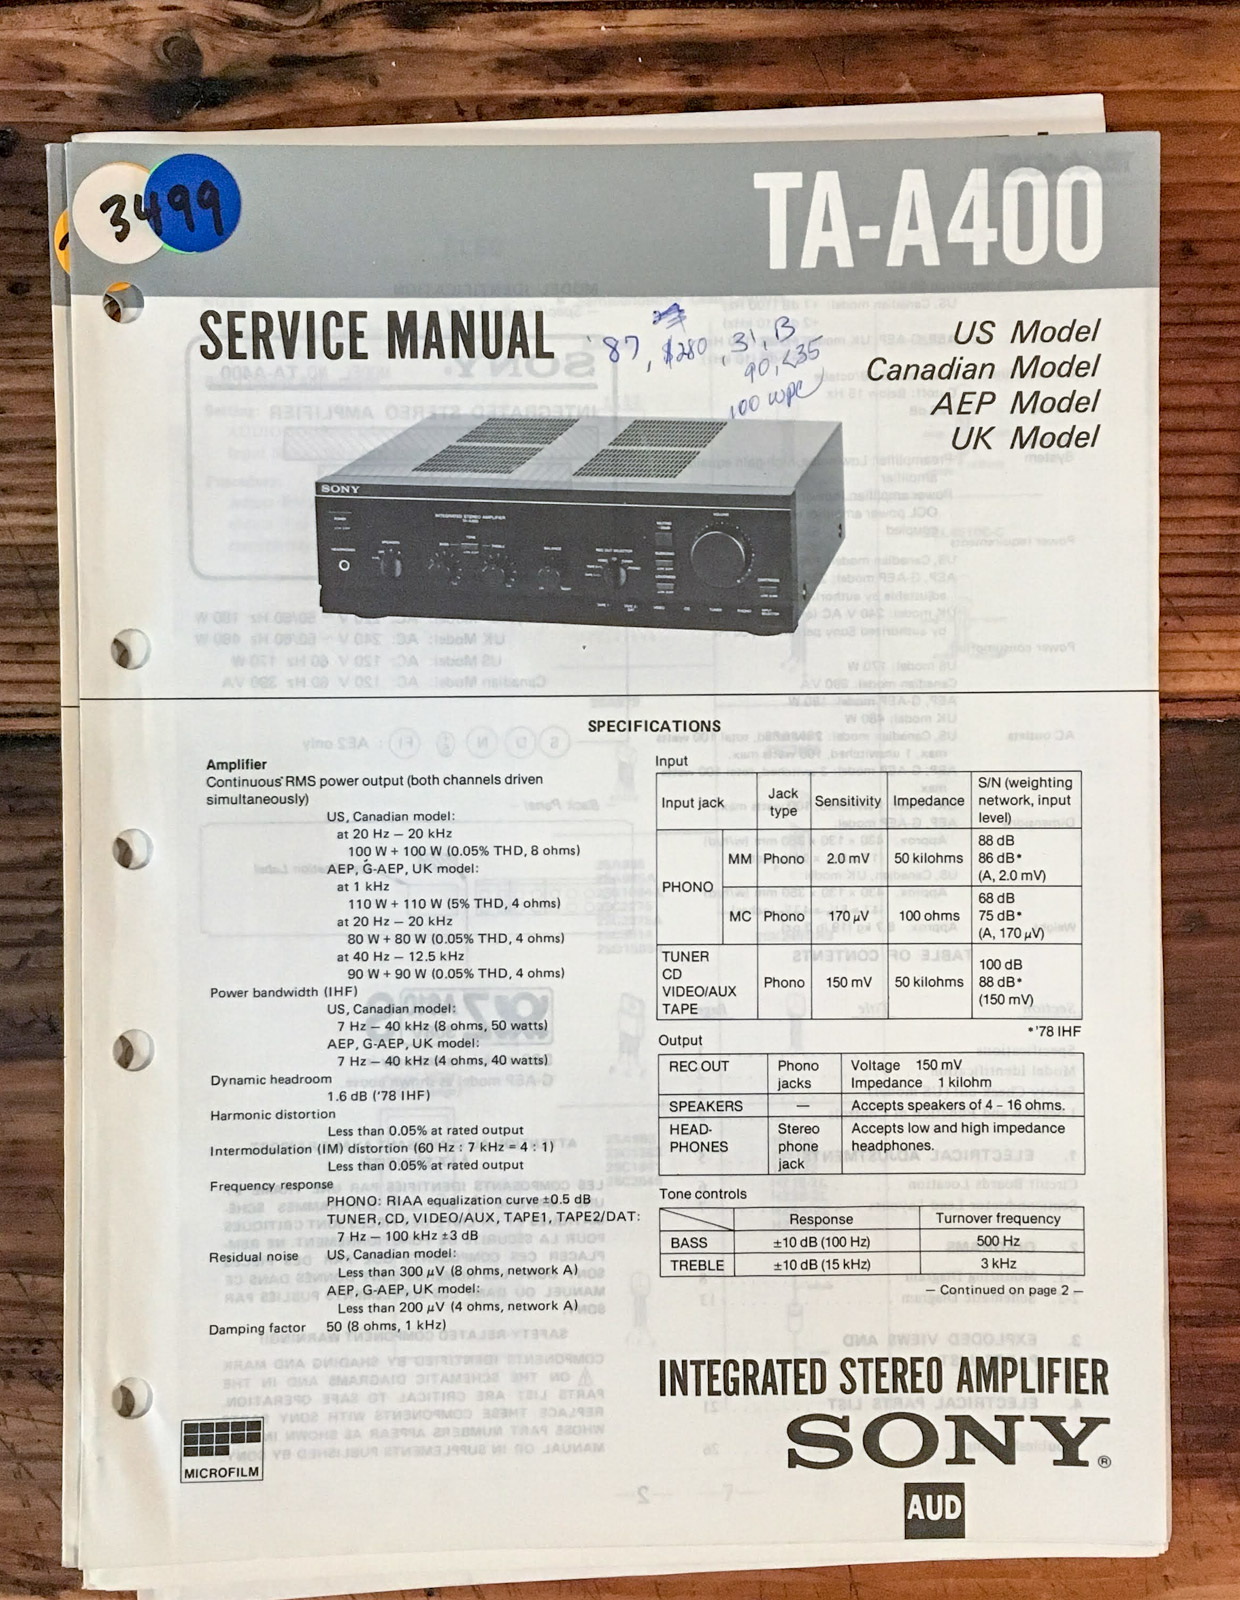 3499
TA-A400
SERVICE MANUAL
'87, $280, 31, B
90, <35
100 wpc
US Model
Canadian Model
AEP Model
UK Model
SONY
INTEGRATED STEREO AMPLIFIER
SPECIFICATIONS
Amplifier
Continuous RMS power output (both channels driven
simultaneously)
US, Canadian model:
at 20 Hz – 20 kHz
100 W + 100 W (0.05% THD, 8 ohms)
AEP, G-AEP, UK model:
at 1 kHz
110 W + 110 W (5% THD, 4 ohms)
at 20 Hz – 20 kHz
80 W + 80 W (0.05% THD, 4 ohms)
at 40 Hz – 12.5 kHz
90 W + 90 W (0.05% THD, 4 ohms)
Power bandwidth (IHF)
US, Canadian model:
7 Hz – 40 kHz (8 ohms, 50 watts)
AEP, G-AEP, UK model:
7 Hz – 40 kHz (4 ohms, 40 watts)
Dynamic headroom
1.6 dB ('78 IHF)
Harmonic distortion
Less than 0.05% at rated output
Intermodulation (IM) distortion (60 Hz : 7 kHz = 4 : 1)
Less than 0.05% at rated output
Frequency response
PHONO: RIAA equalization curve ±0.5 dB
TUNER, CD, VIDEO/AUX, TAPE1, TAPE2/DAT:
7 Hz – 100 kHz ±3 dB
Residual noise US, Canadian model:
Less than 300 µV (8 ohms, network A)
AEP, G-AEP, UK model:
Less than 200 µV (4 ohms, network A)
Damping factor 50 (8 ohms, 1 kHz)
Input
Input jack Jack type Sensitivity Impedance S/N (weighting network, input level)
PHONO MM Phono 2.0 mV 50 kilohms 88 dB 86 dB* (A, 2.0 mV)
MC Phono 170 µV 100 ohms 68 dB 75 dB* (A, 170 µV)
TUNER CD VIDEO/AUX TAPE Phono 150 mV 50 kilohms 100 dB 88 dB* (150 mV)
*'78 IHF
Output
REC OUT Phono jacks Voltage 150 mV Impedance 1 kilohm
SPEAKERS — Accepts speakers of 4 – 16 ohms.
HEAD-PHONES Stereo phone jack Accepts low and high impedance headphones.
Tone controls
Response Turnover frequency
BASS ±10 dB (100 Hz) 500 Hz
TREBLE ±10 dB (15 kHz) 3 kHz
– Continued on page 2 –
INTEGRATED STEREO AMPLIFIER
SONY®
AUD
MICROFILM